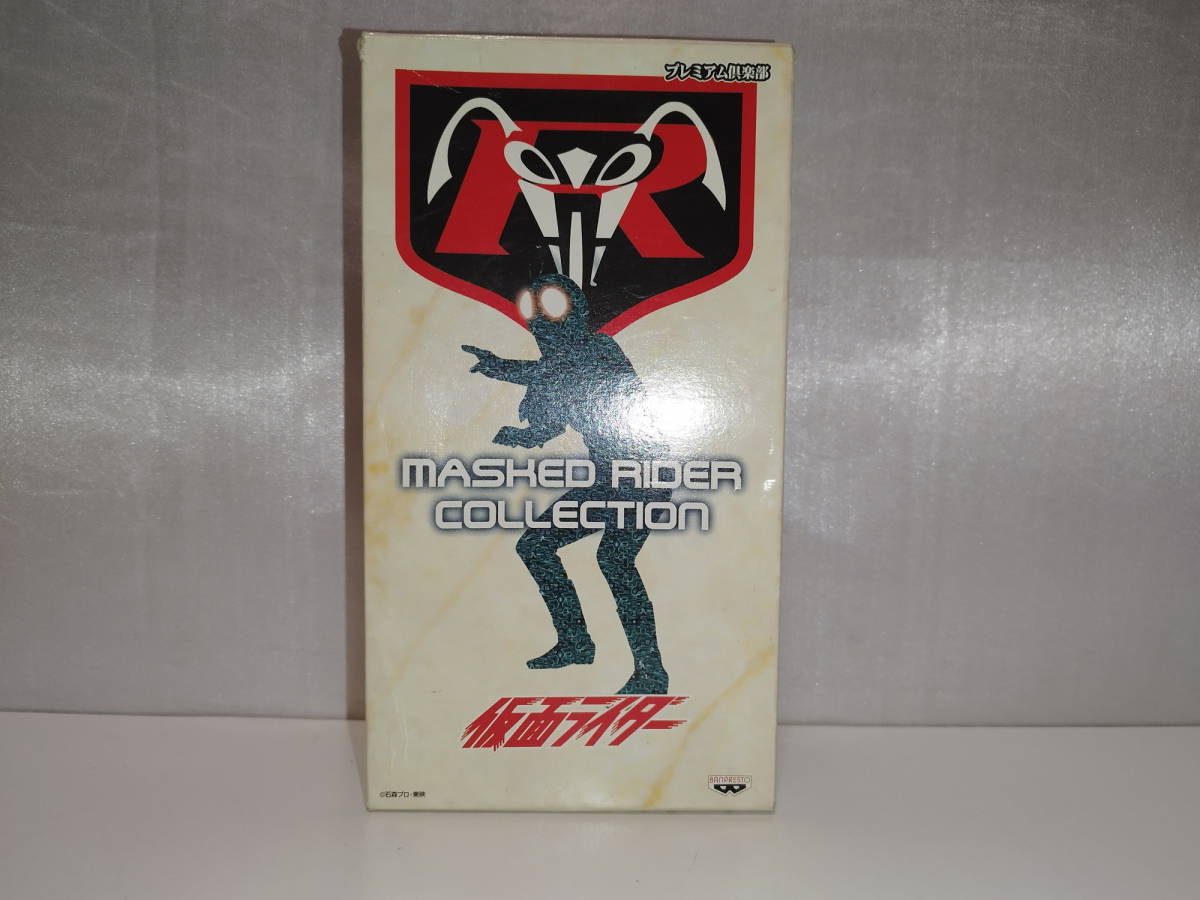 プレミアム倶楽部
R
MASKED RIDER
COLLECTION
仮面ライダー
©石森プロ・東映
BANPRESTO